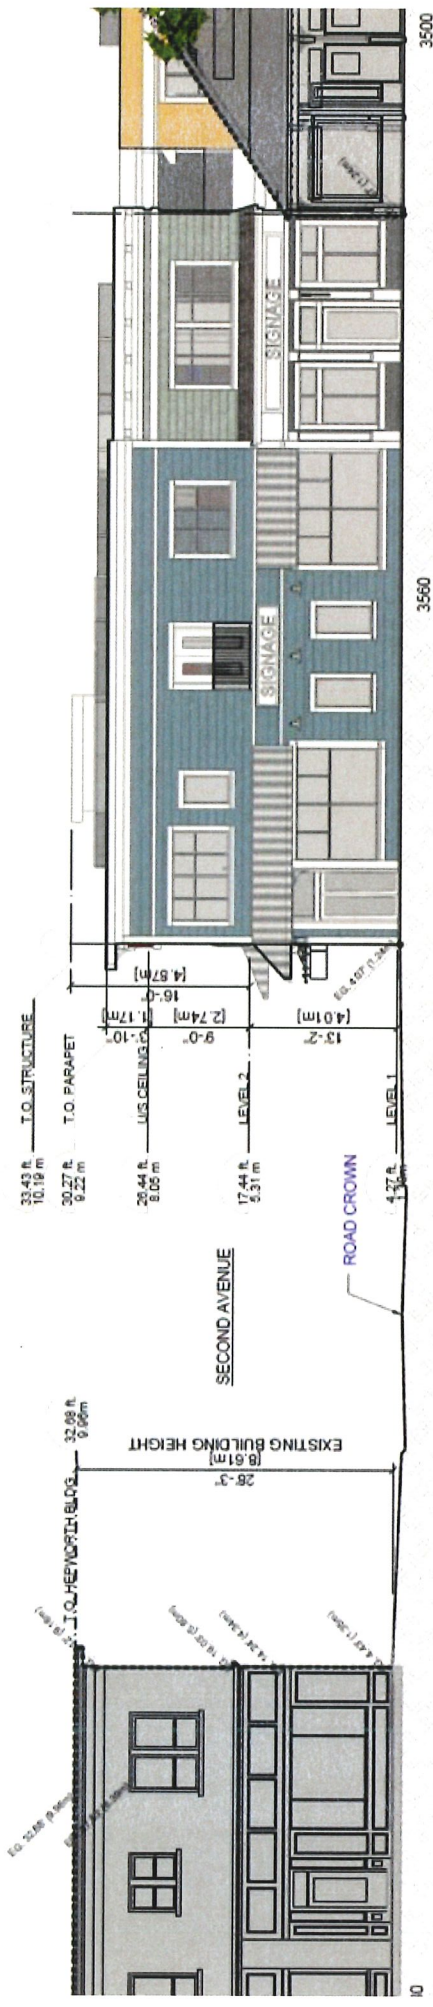 T.O. HEPWORTH BLDG.
32.68 ft.
9.96m
28'-3"
[8.61m]
EXISTING BUILDING HEIGHT
SECOND AVENUE
ROAD CROWN
33.43 ft.
10.19 m
T.O. STRUCTURE
30.27 ft.
9.22 m
T.O. PARAPET
26.44 ft.
8.05 m
U/S CEILING
17.44 ft.
5.31 m
LEVEL 2
4.27 ft.
LEVEL 1
16'-0"
[4.87m]
3'-10"
[1.17m]
9'-0"
[2.74m]
13'-2"
[4.01m]
SIGNAGE
SIGNAGE
3560
3500